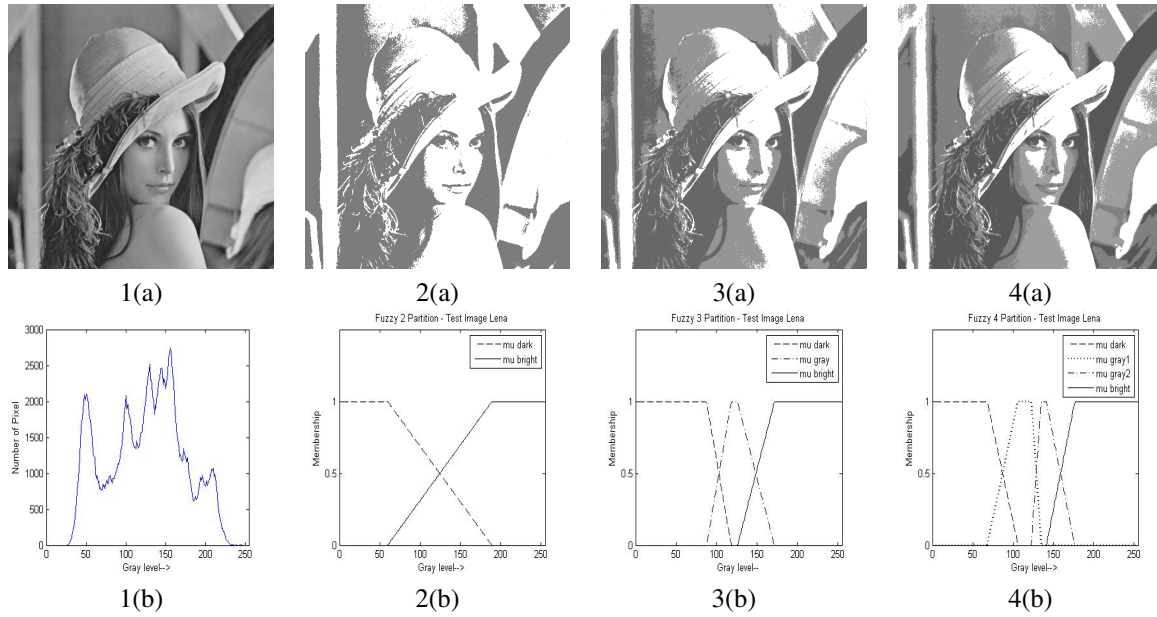 1(a)
2(a)
3(a)
4(a)
3000
2500
2000
1500
1000
500
0
Number of Pixel
0 50 100 150 200 250
Gray level-->
1(b)
Fuzzy 2 Partition - Test Image Lena
mu dark
mu bright
1
0.5
0
Membership
0 50 100 150 200 250
Gray level-->
2(b)
Fuzzy 3 Partition - Test Image Lena
mu dark
mu gray
mu bright
1
0.5
0
Membership
0 50 100 150 200 250
Gray level--
3(b)
Fuzzy 4 Partition - Test Image Lena
mu dark
mu gray1
mu gray2
mu bright
1
0.5
0
Membership
0 50 100 150 200 250
Gray level-->
4(b)